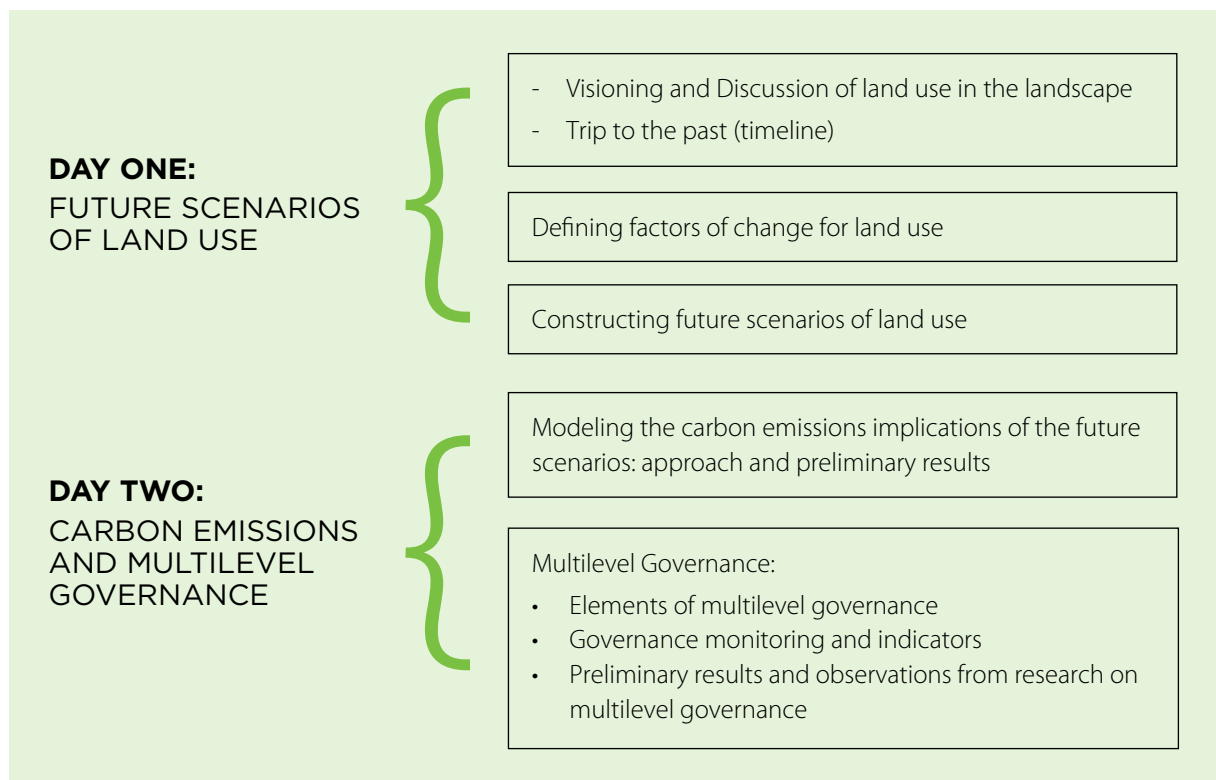 DAY ONE:
FUTURE SCENARIOS
OF LAND USE
- Visioning and Discussion of land use in the landscape
- Trip to the past (timeline)
Defining factors of change for land use
Constructing future scenarios of land use
DAY TWO:
CARBON EMISSIONS
AND MULTILEVEL
GOVERNANCE
Modeling the carbon emissions implications of the future
scenarios: approach and preliminary results
Multilevel Governance:
• Elements of multilevel governance
• Governance monitoring and indicators
• Preliminary results and observations from research on
multilevel governance